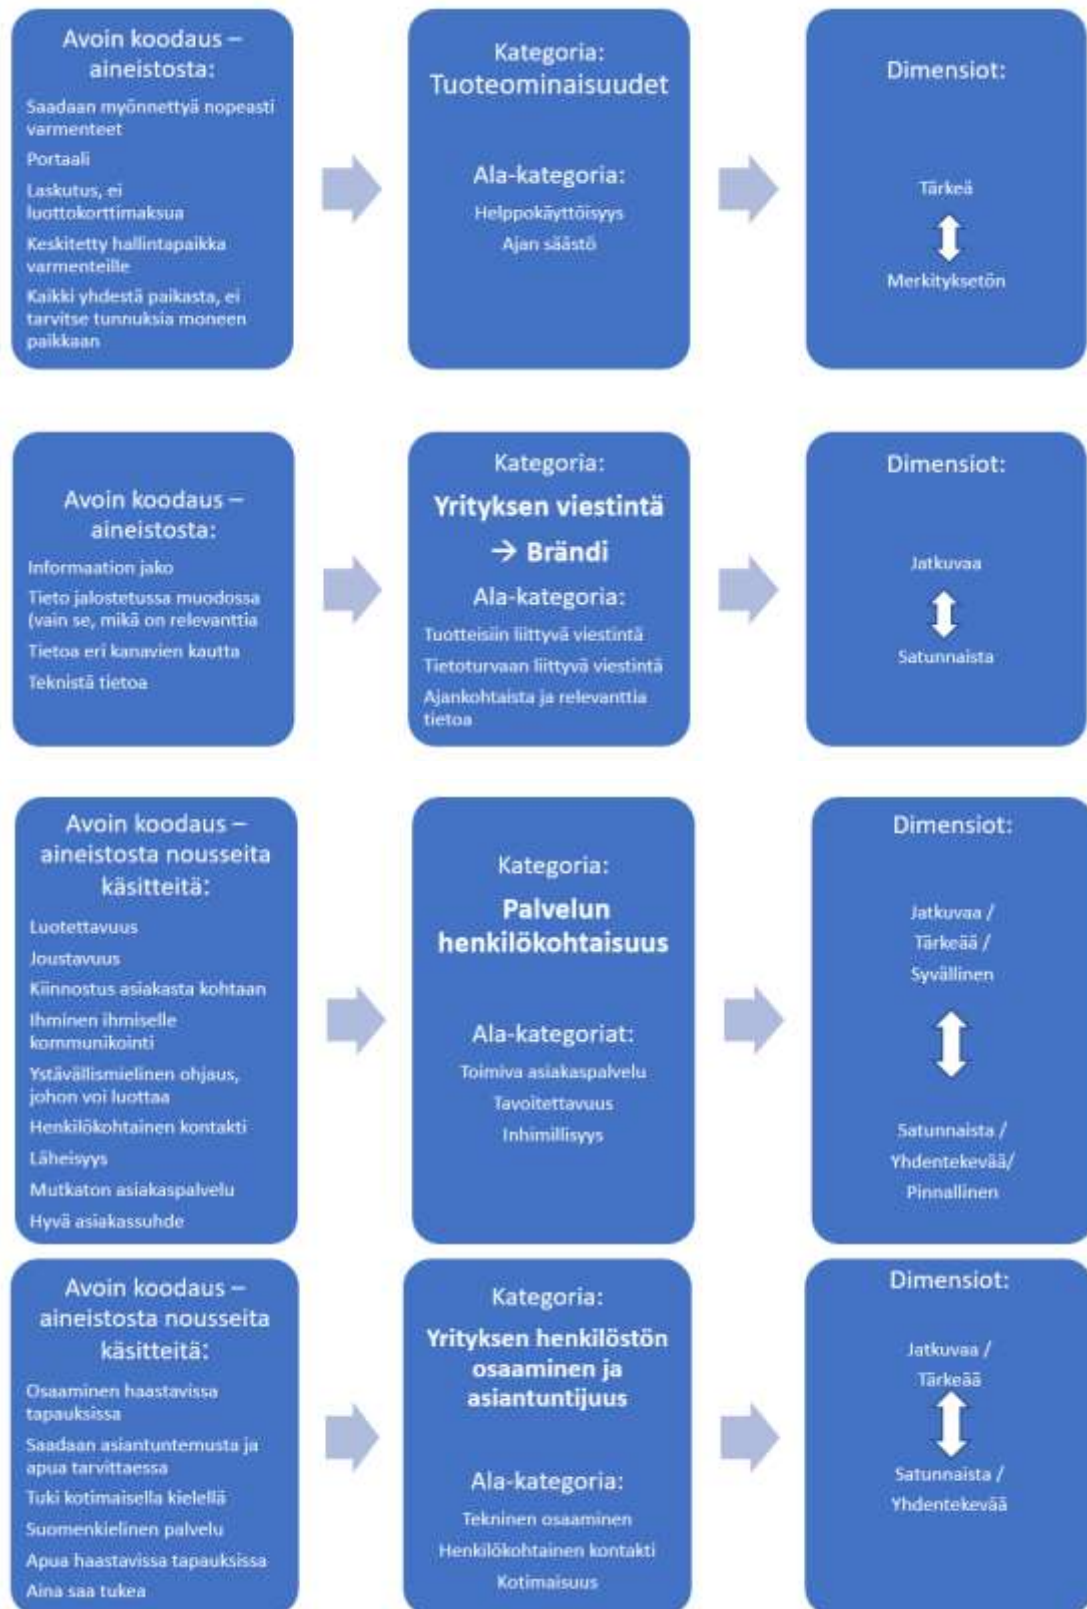 Avoin koodaus –
aineistosta:
Saadaan myönnettyä nopeasti
varmenteet
Portaali
Laskutus, ei
luottokorttimaksua
Keskitetty hallintapaikka
varmenteille
Kaikki yhdestä paikasta, ei
tarvitse tunnuksia moneen
paikkaan
Kategoria:
Tuoteominaisuudet
Ala-kategoria:
Helppokäyttöisyys
Ajan säästö
Dimensiot:
Tärkeä
Merkityksetön
Avoin koodaus –
aineistosta:
Informaation jako
Tieto jalostetussa muodossa
(vain se, mikä on relevanttia
Tietoa eri kanavien kautta
Teknistä tietoa
Kategoria:
Yrityksen viestintä
→ Brändi
Ala-kategoria:
Tuotteisiin liittyvä viestintä
Tietoturvaan liittyvä viestintä
Ajankohtaista ja relevanttia
tietoa
Dimensiot:
Jatkuvaa
Satunnaista
Avoin koodaus –
aineistosta nousseita
käsitteitä:
Luotettavuus
Joustavuus
Kiinnostus asiakasta kohtaan
Ihminen ihmiselle
kommunikointi
Ystävällismielinen ohjaus,
johon voi luottaa
Henkilökohtainen kontakti
Läheisyys
Mutkaton asiakaspalvelu
Hyvä asiakassuhde
Kategoria:
Palvelun
henkilökohtaisuus
Ala-kategoriat:
Toimiva asiakaspalvelu
Tavoitettavuus
Inhimillisyys
Dimensiot:
Jatkuvaa /
Tärkeää /
Syvällinen
Satunnaista /
Yhdentekevää/
Pinnallinen
Avoin koodaus –
aineistosta nousseita
käsitteitä:
Osaaminen haastavissa
tapauksissa
Saadaan asiantuntemusta ja
apua tarvittaessa
Tuki kotimaisella kielellä
Suomenkielinen palvelu
Apua haastavissa tapauksissa
Aina saa tukea
Kategoria:
Yrityksen henkilöstön
osaaminen ja
asiantuntijuus
Ala-kategoria:
Tekninen osaaminen
Henkilökohtainen kontakti
Kotimaisuus
Dimensiot:
Jatkuvaa /
Tärkeää
Satunnaista /
Yhdentekevää